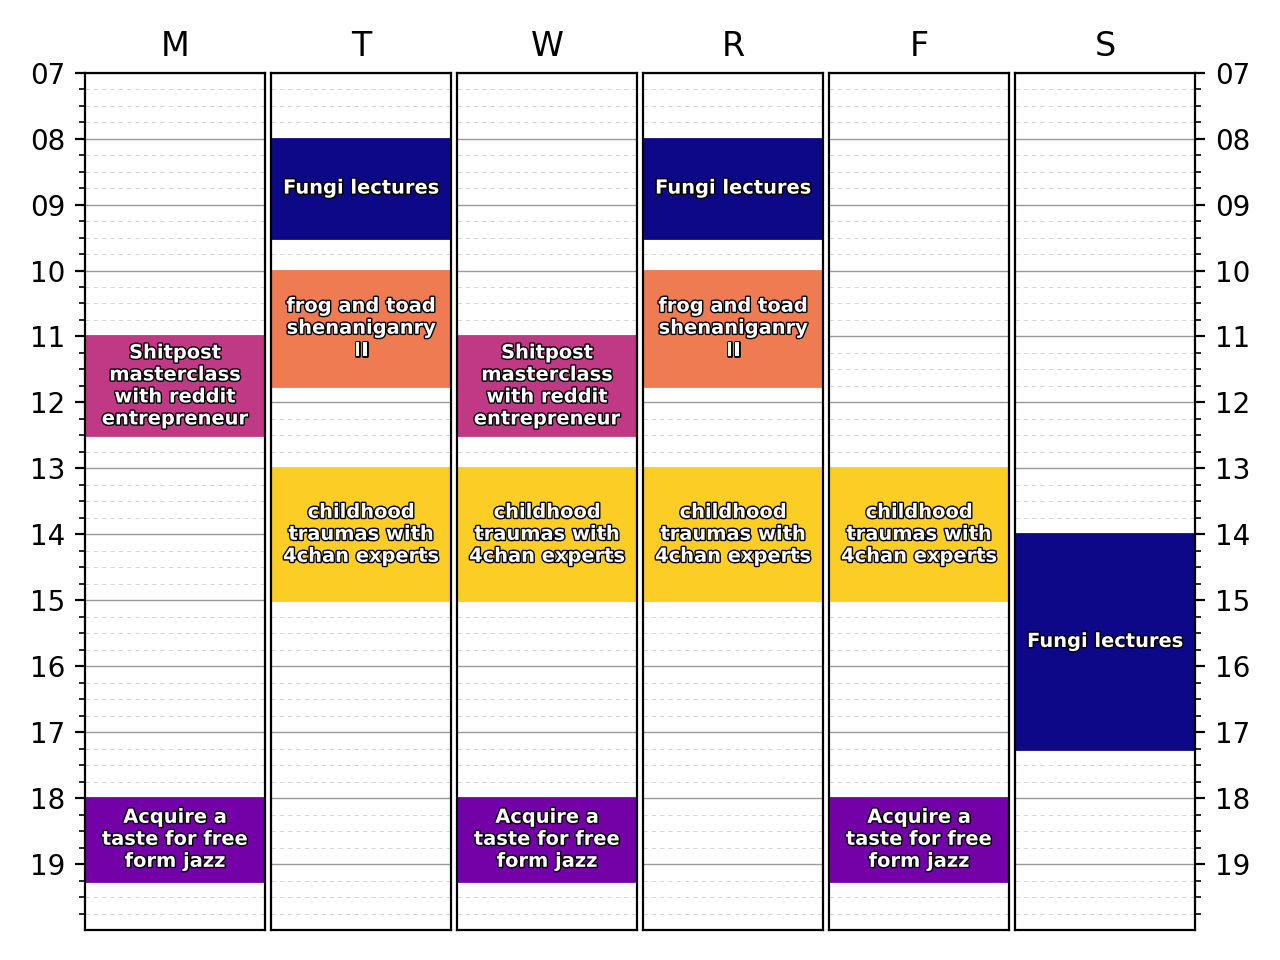 M T W R F S
07 07
08 08
Fungi lectures Fungi lectures
09 09
10 10
frog and toad
shenaniganry
II
frog and toad
shenaniganry
II
11 11
Shitpost
masterclass
with reddit
entrepreneur
Shitpost
masterclass
with reddit
entrepreneur
12 12
13 13
childhood
traumas with
4chan experts
childhood
traumas with
4chan experts
childhood
traumas with
4chan experts
childhood
traumas with
4chan experts
14 14
15 15
Fungi lectures
16 16
17 17
18 18
Acquire a
taste for free
form jazz
Acquire a
taste for free
form jazz
Acquire a
taste for free
form jazz
19 19